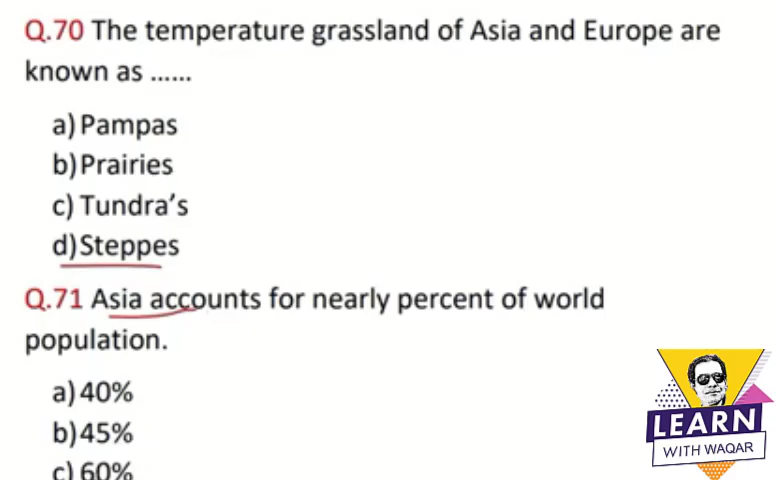 Q.70 The temperature grassland of Asia and Europe are
known as ......
a) Pampas
b) Prairies
c) Tundra's
d) Steppes
Q.71 Asia accounts for nearly percent of world
population.
a) 40%
b) 45%
c) 60%
LEARN
WITH WAQAR